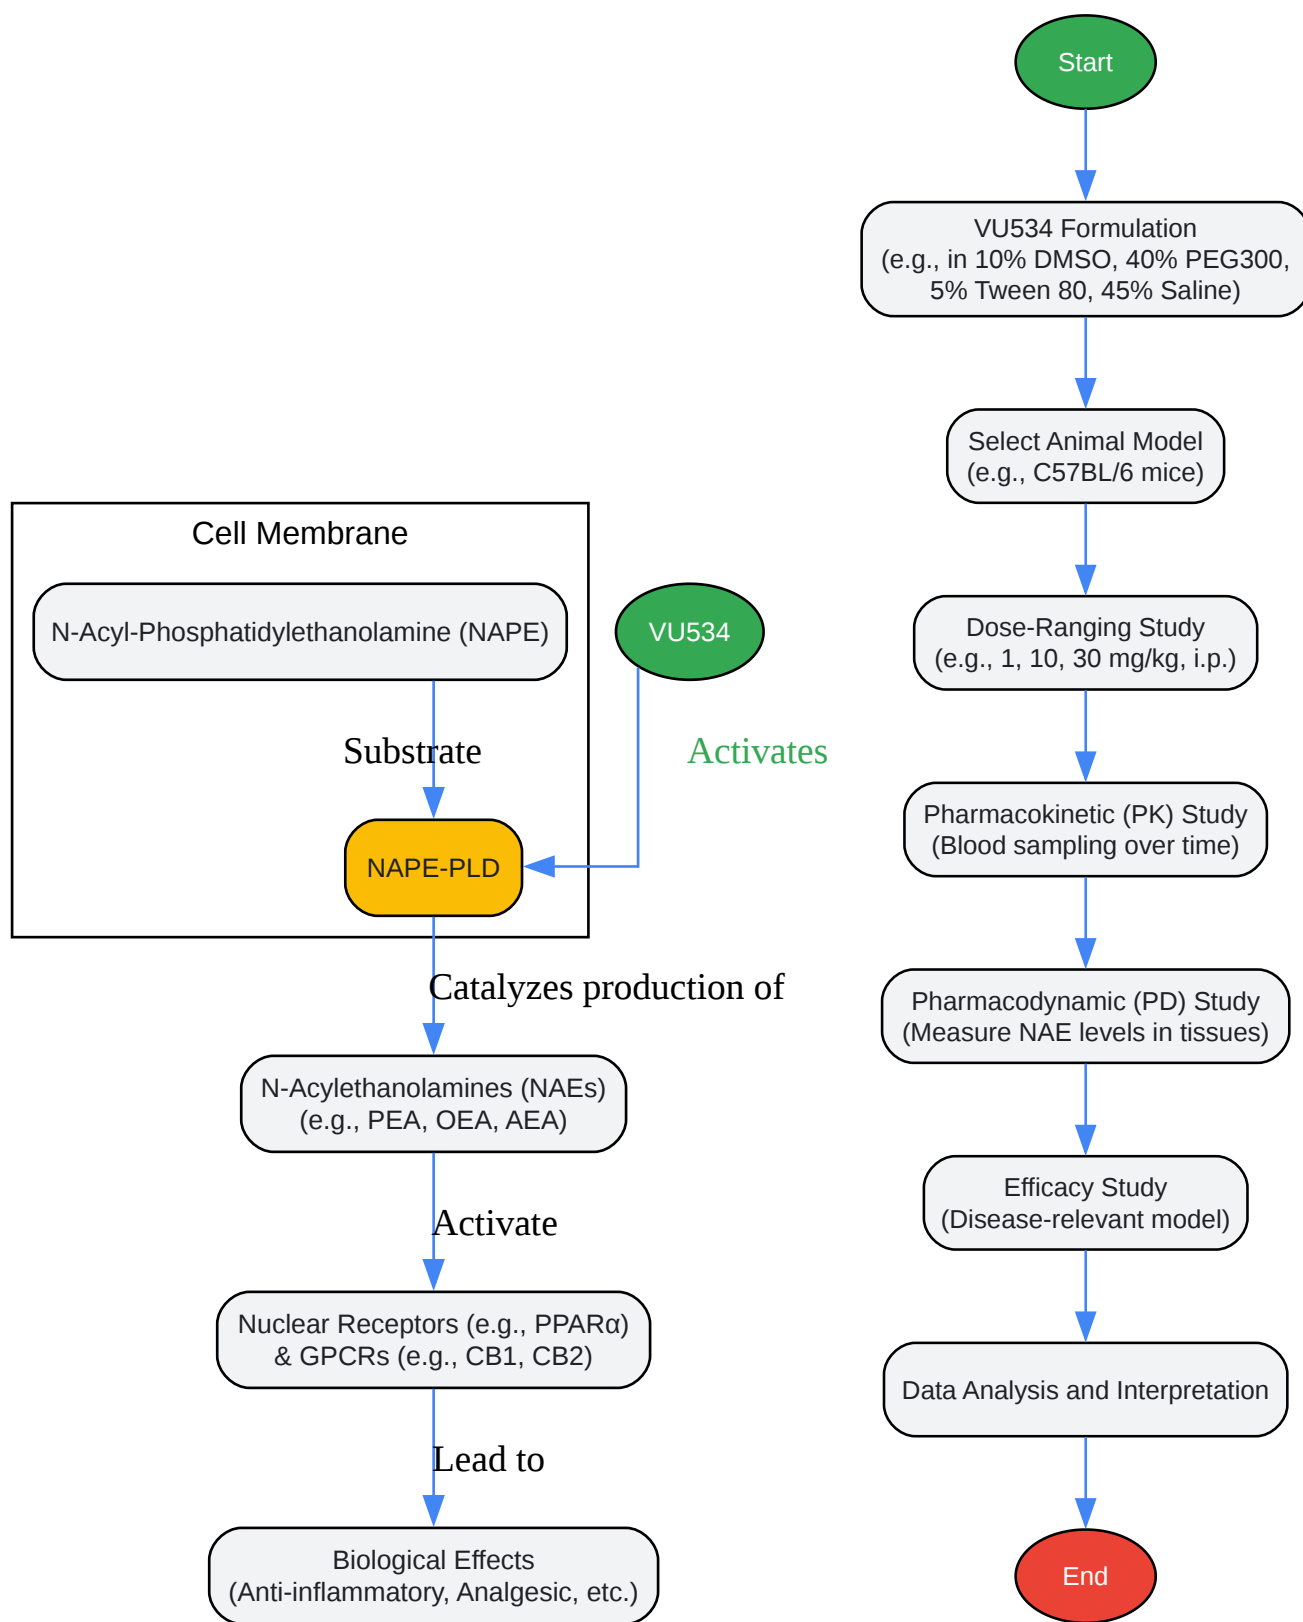 Cell Membrane
N-Acyl-Phosphatidylethanolamine (NAPE)
VU534
Substrate
Activates
NAPE-PLD
Catalyzes production of
N-Acylethanolamines (NAEs)
(e.g., PEA, OEA, AEA)
Activate
Nuclear Receptors (e.g., PPARα)
& GPCRs (e.g., CB1, CB2)
Lead to
Biological Effects
(Anti-inflammatory, Analgesic, etc.)
Start
VU534 Formulation
(e.g., in 10% DMSO, 40% PEG300,
5% Tween 80, 45% Saline)
Select Animal Model
(e.g., C57BL/6 mice)
Dose-Ranging Study
(e.g., 1, 10, 30 mg/kg, i.p.)
Pharmacokinetic (PK) Study
(Blood sampling over time)
Pharmacodynamic (PD) Study
(Measure NAE levels in tissues)
Efficacy Study
(Disease-relevant model)
Data Analysis and Interpretation
End